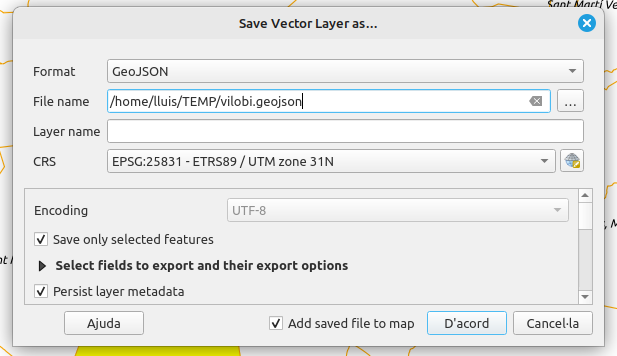 Sant Martí Ve
Save Vector Layer as...
Format GeoJSON
File name /home/lluis/TEMP/vilobi.geojson ...
Layer name
CRS EPSG:25831 - ETRS89 / UTM zone 31N
Encoding UTF-8
Save only selected features
Select fields to export and their export options
Persist layer metadata
Ajuda Add saved file to map D'acord Cancel·la